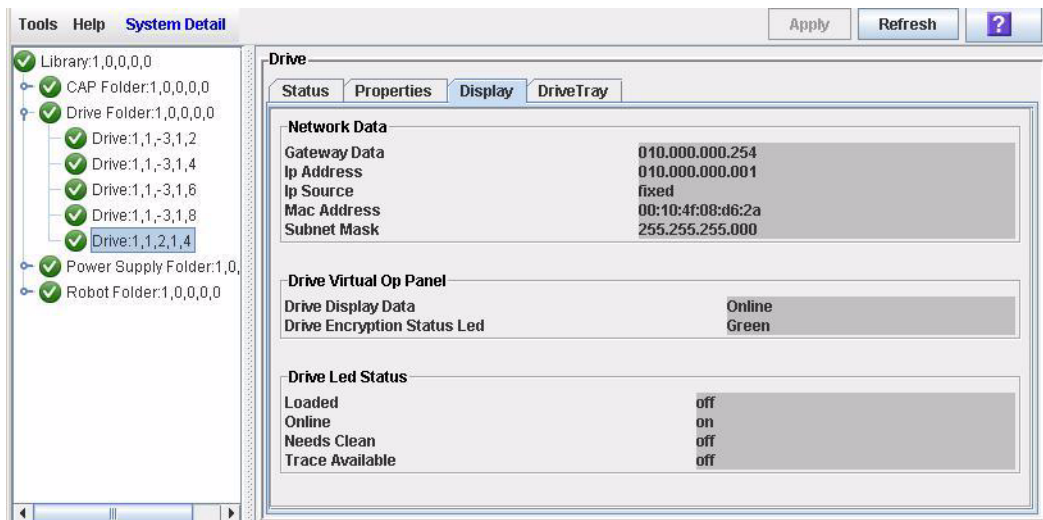 Tools Help System Detail
Apply Refresh ?
Library:1,0,0,0,0
CAP Folder:1,0,0,0,0
Drive Folder:1,0,0,0,0
Drive:1,1,-3,1,2
Drive:1,1,-3,1,4
Drive:1,1,-3,1,6
Drive:1,1,-3,1,8
Drive:1,1,2,1,4
Power Supply Folder:1,0,
Robot Folder:1,0,0,0,0
Drive
Status Properties Display DriveTray
Network Data
Gateway Data 010.000.000.254
Ip Address 010.000.000.001
Ip Source fixed
Mac Address 00:10:4f:08:d6:2a
Subnet Mask 255.255.255.000
Drive Virtual Op Panel
Drive Display Data Online
Drive Encryption Status Led Green
Drive Led Status
Loaded off
Online on
Needs Clean off
Trace Available off